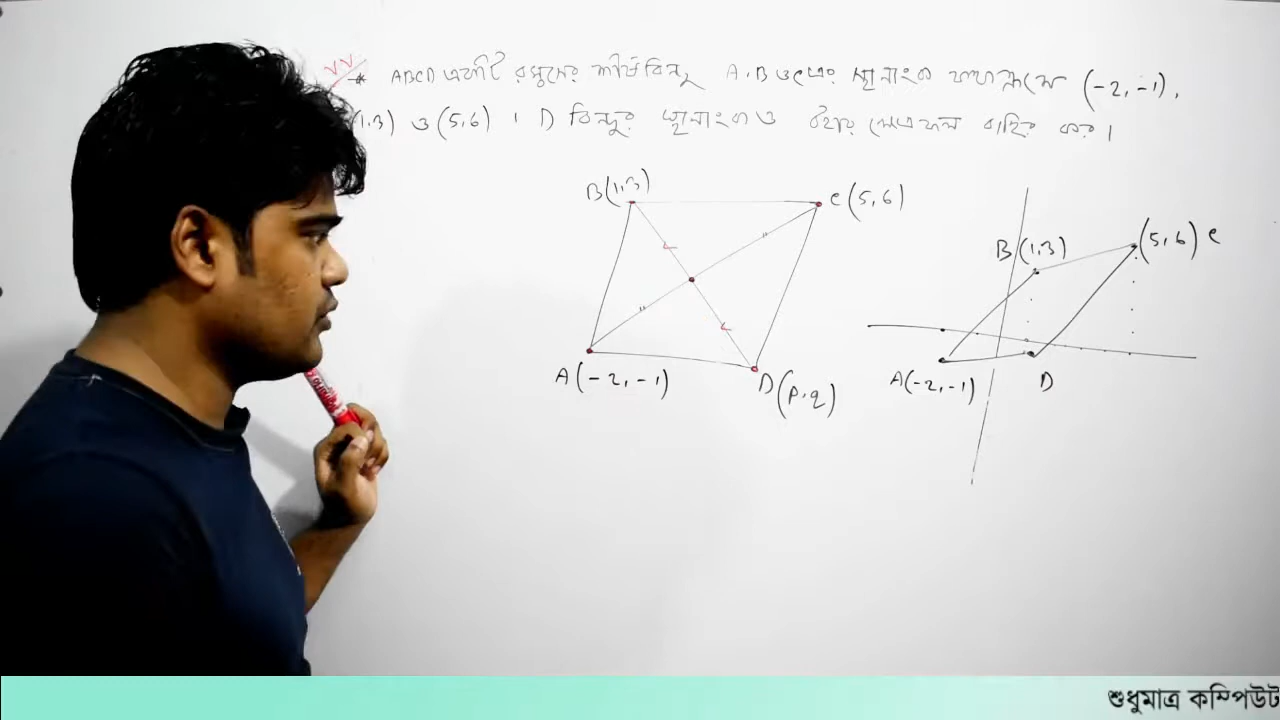 * ABCD একটি রম্বসের শীর্ষবিন্দু A, B ও C এর স্থানাংক যথাক্রমে (-2, -1),
(1,3) ও (5,6) । D বিন্দুর স্থানাংক ও উহার ক্ষেত্রফল বাহির কর ।
B(1,3)
C(5,6)
A(-2,-1)
D(p,q)
B(1,3)
(5,6) C
A(-2,-1)
D
শুধুমাত্র কম্পিউট